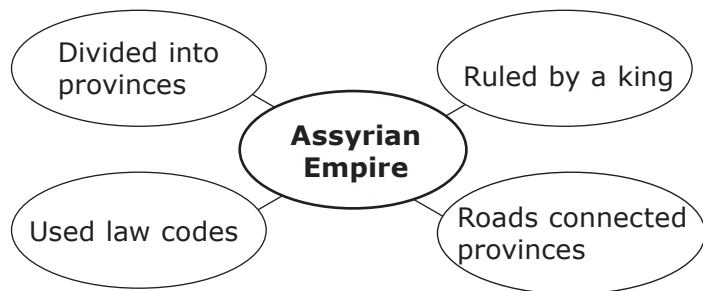 Divided into
provinces
Ruled by a king
Assyrian
Empire
Used law codes
Roads connected
provinces